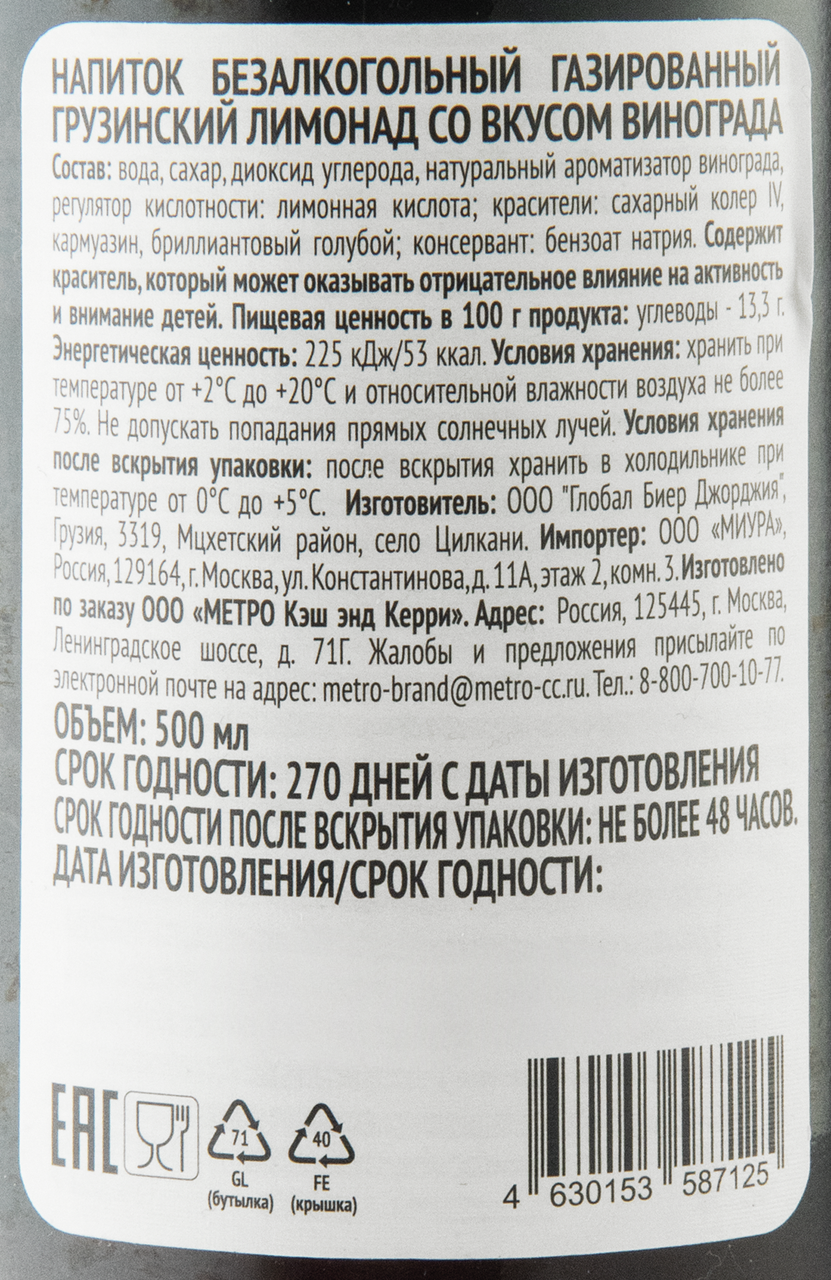 НАПИТОК БЕЗАЛКОГОЛЬНЫЙ ГАЗИРОВАННЫЙ
ГРУЗИНСКИЙ ЛИМОНАД СО ВКУСОМ ВИНОГРАДА
Состав: вода, сахар, диоксид углерода, натуральный ароматизатор винограда,
регулятор кислотности: лимонная кислота; красители: сахарный колер IV,
кармуазин, бриллиантовый голубой; консервант: бензоат натрия. Содержит
краситель, который может оказывать отрицательное влияние на активность
и внимание детей. Пищевая ценность в 100 г продукта: углеводы - 13,3 г.
Энергетическая ценность: 225 кДж/53 ккал. Условия хранения: хранить при
температуре от +2°С до +20°С и относительной влажности воздуха не более
75%. Не допускать попадания прямых солнечных лучей. Условия хранения
после вскрытия упаковки: после вскрытия хранить в холодильнике при
температуре от 0°С до +5°С. Изготовитель: ООО "Глобал Биер Джорджия",
Грузия, 3319, Мцхетский район, село Цилкани. Импортер: ООО «МИУРА»,
Россия, 129164, г. Москва, ул. Константинова, д. 11А, этаж 2, комн. 3. Изготовлено
по заказу ООО «МЕТРО Кэш энд Керри». Адрес: Россия, 125445, г. Москва,
Ленинградское шоссе, д. 71Г. Жалобы и предложения присылайте по
электронной почте на адрес: metro-brand@metro-cc.ru. Тел.: 8-800-700-10-77.
ОБЪЕМ: 500 мл
СРОК ГОДНОСТИ: 270 ДНЕЙ С ДАТЫ ИЗГОТОВЛЕНИЯ
СРОК ГОДНОСТИ ПОСЛЕ ВСКРЫТИЯ УПАКОВКИ: НЕ БОЛЕЕ 48 ЧАСОВ.
ДАТА ИЗГОТОВЛЕНИЯ/СРОК ГОДНОСТИ:
EAC
71
GL
(бутылка)
40
FE
(крышка)
4 630153 587125